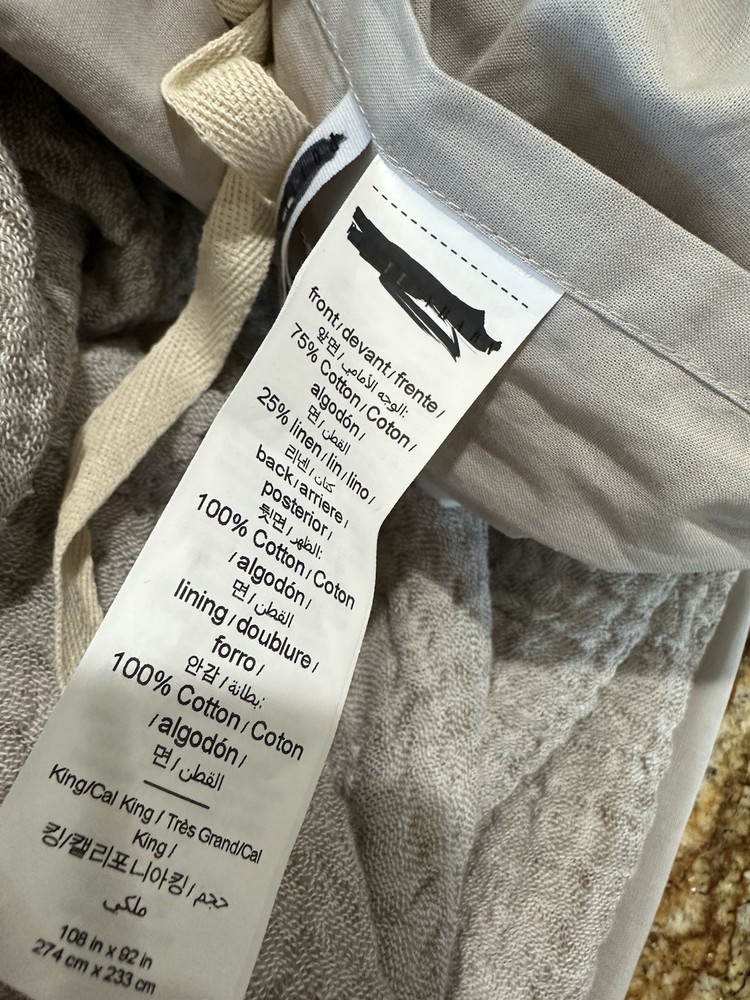 front / devant / frente /
앞면 / الوجه الأمامي:
75% Cotton / Coton /
algodón /
면 / القطن
25% linen / lin / lino /
리넨 / كتان
back / arriere /
posterior /
뒷면 / الظهر:
100% Cotton / Coton
/ algodón /
면 / القطن
lining / doublure /
forro /
안감 / بطانة:
100% Cotton / Coton
/ algodón /
면 / القطن
King/Cal King / Très Grand/Cal
King /
킹/캘리포니아킹 / حجم
ملكي
108 in x 92 in
274 cm x 233 cm